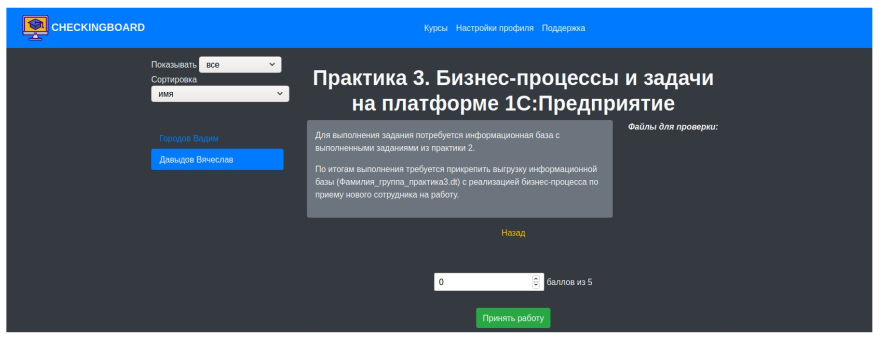 CHECKINGBOARD
Курсы Настройки профиля Поддержка
Показывать все
Сортировка
имя
Городов Вадим
Давыдов Вячеслав
Практика 3. Бизнес-процессы и задачи
на платформе 1С:Предприятие
Для выполнения задания потребуется информационная база с
выполненными заданиями из практики 2.
По итогам выполнения требуется прикрепить выгрузку информационной
базы (Фамилия_группа_практика3.dt) с реализацией бизнес-процесса по
приему нового сотрудника на работу.
Файлы для проверки:
Назад
0 баллов из 5
Принять работу